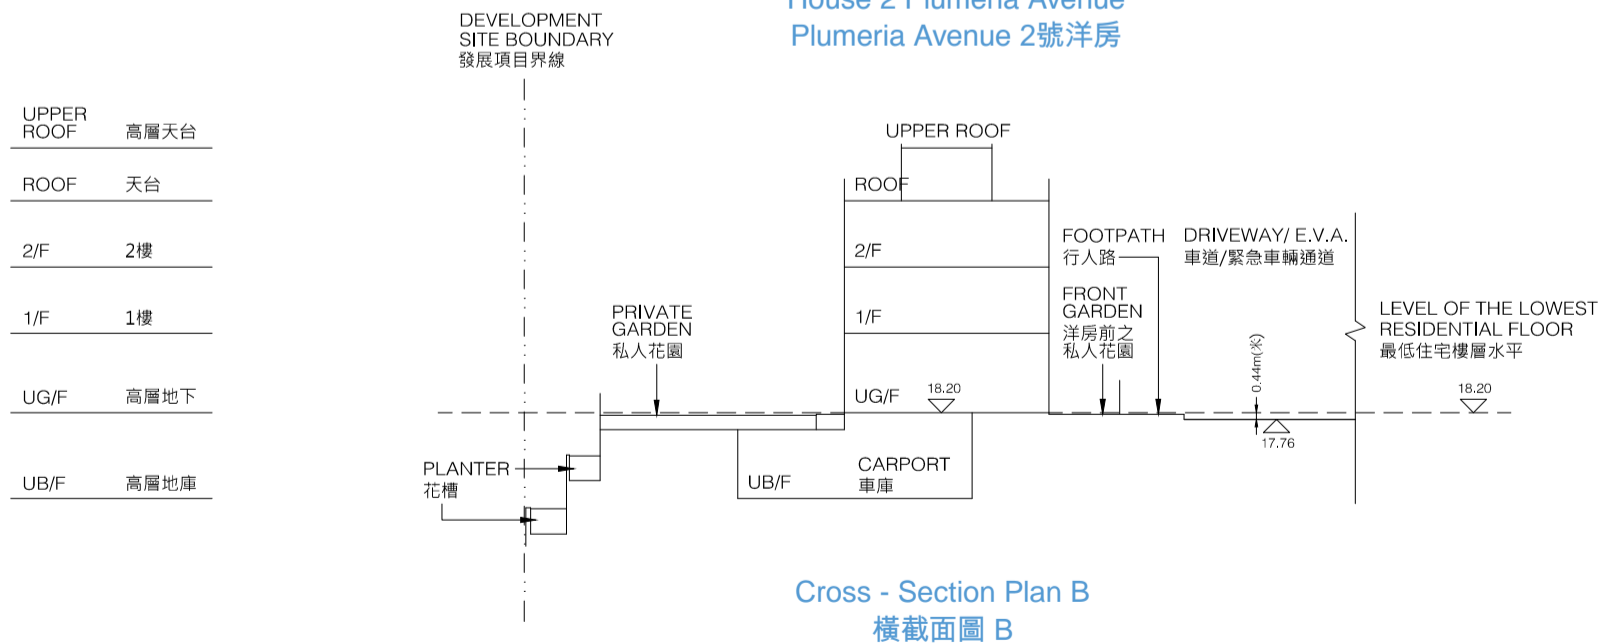 House 2 Plumeria Avenue
Plumeria Avenue 2號洋房
DEVELOPMENT
SITE BOUNDARY
發展項目界線
UPPER
ROOF 高層天台
ROOF 天台
2/F 2樓
1/F 1樓
UG/F 高層地下
UB/F 高層地庫
UPPER ROOF
ROOF
2/F
1/F
UG/F
18.20
UB/F
CARPORT
車庫
PRIVATE
GARDEN
私人花園
PLANTER
花槽
FOOTPATH
行人路
FRONT
GARDEN
洋房前之
私人花園
DRIVEWAY/ E.V.A.
車道/緊急車輛通道
0.44m(米)
17.76
LEVEL OF THE LOWEST
RESIDENTIAL FLOOR
最低住宅樓層水平
18.20
Cross - Section Plan B
橫截面圖 B